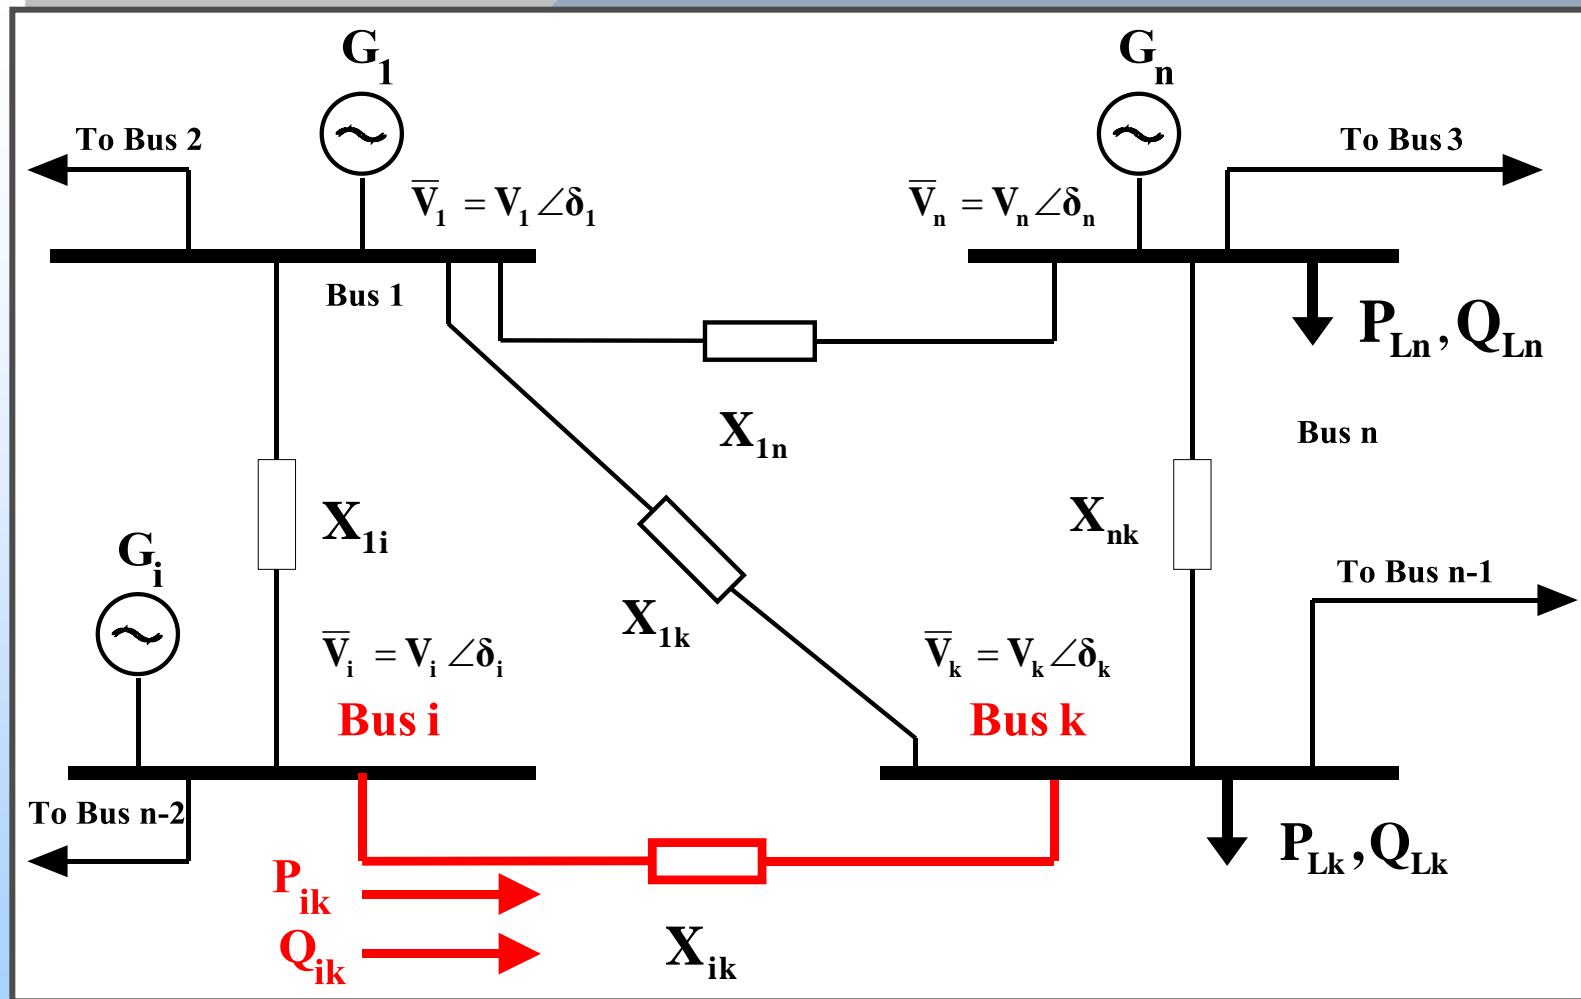 G1
Gn
To Bus 2
To Bus 3
V̅1 = V1 ∠δ1
V̅n = Vn ∠δn
Bus 1
PLn , QLn
X1n
Bus n
X1i
Xnk
Gi
To Bus n-1
X1k
V̅i = Vi ∠δi
V̅k = Vk ∠δk
Bus i
Bus k
To Bus n-2
PLk , QLk
Pik
Qik
Xik